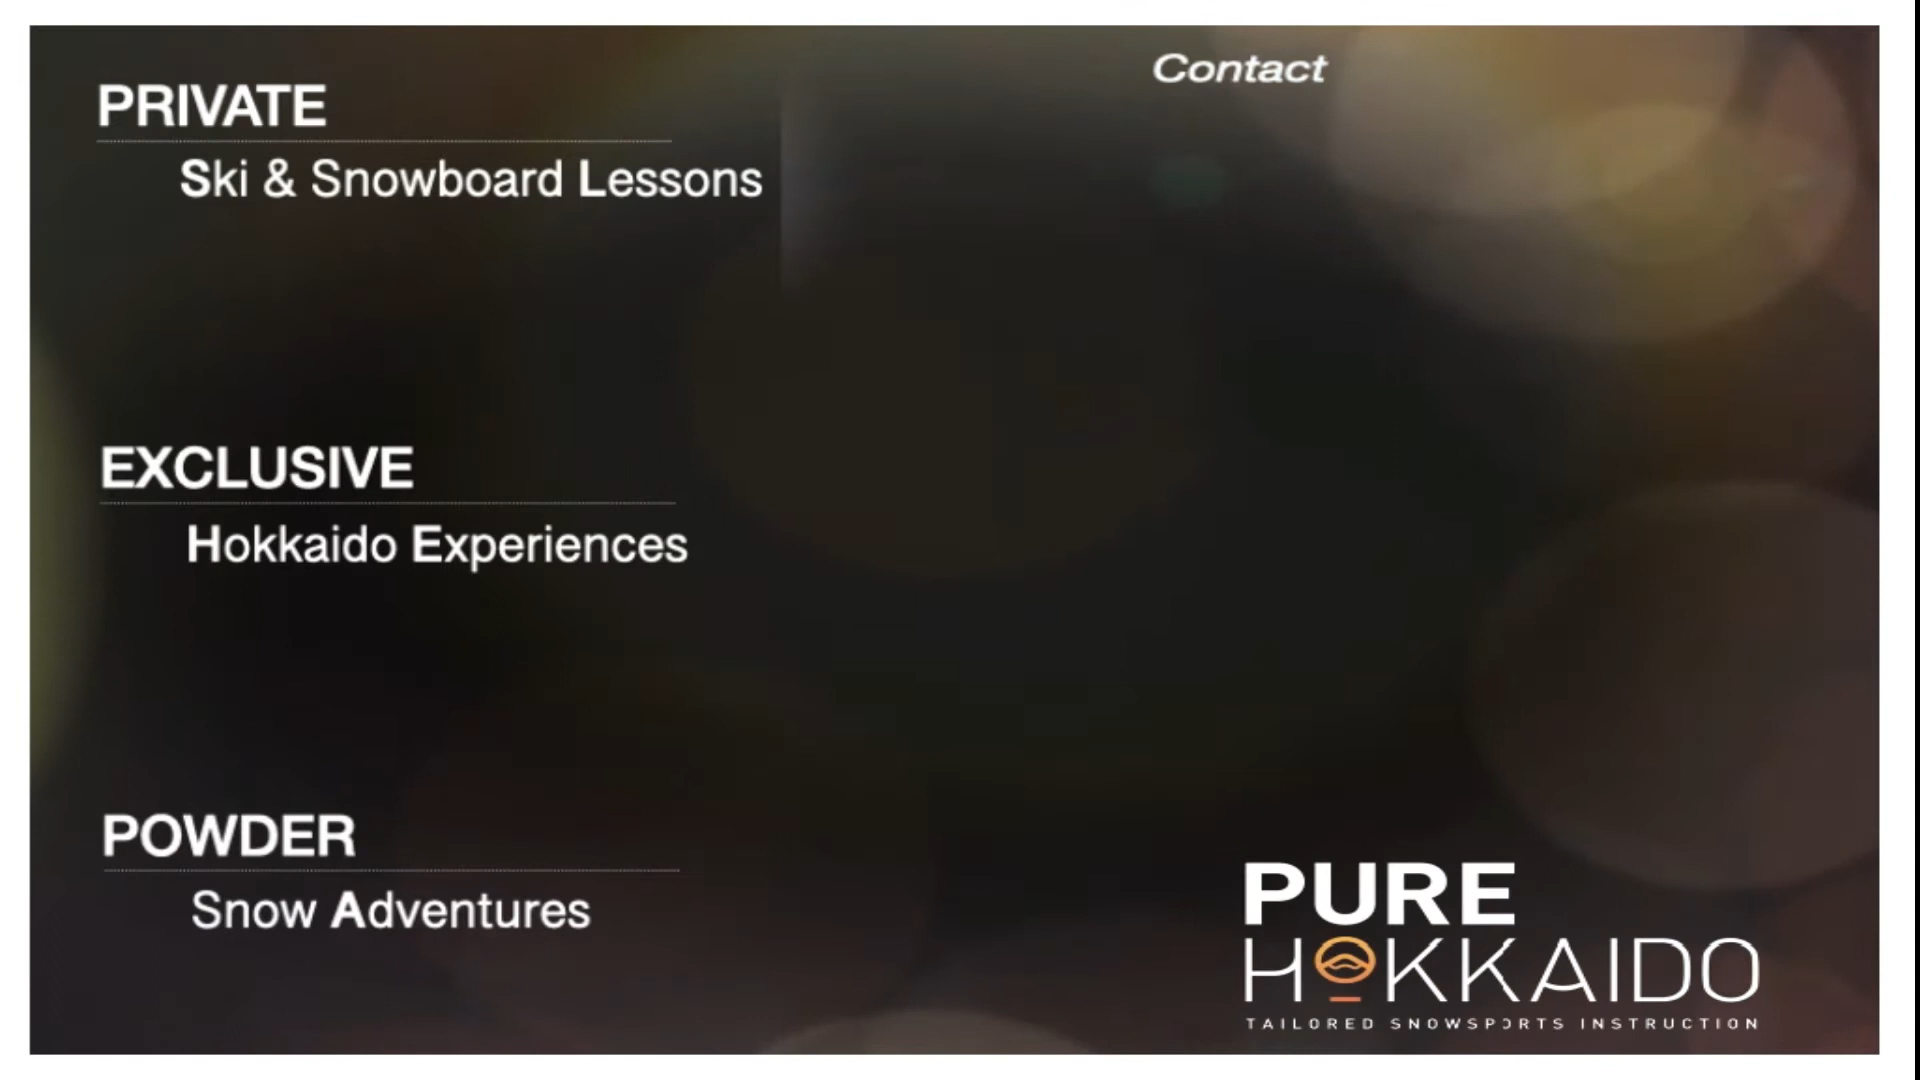 PRIVATE
Ski & Snowboard Lessons
Contact
EXCLUSIVE
Hokkaido Experiences
POWDER
Snow Adventures
PURE
HOKKAIDO
TAILORED SNOWSPORTS INSTRUCTION